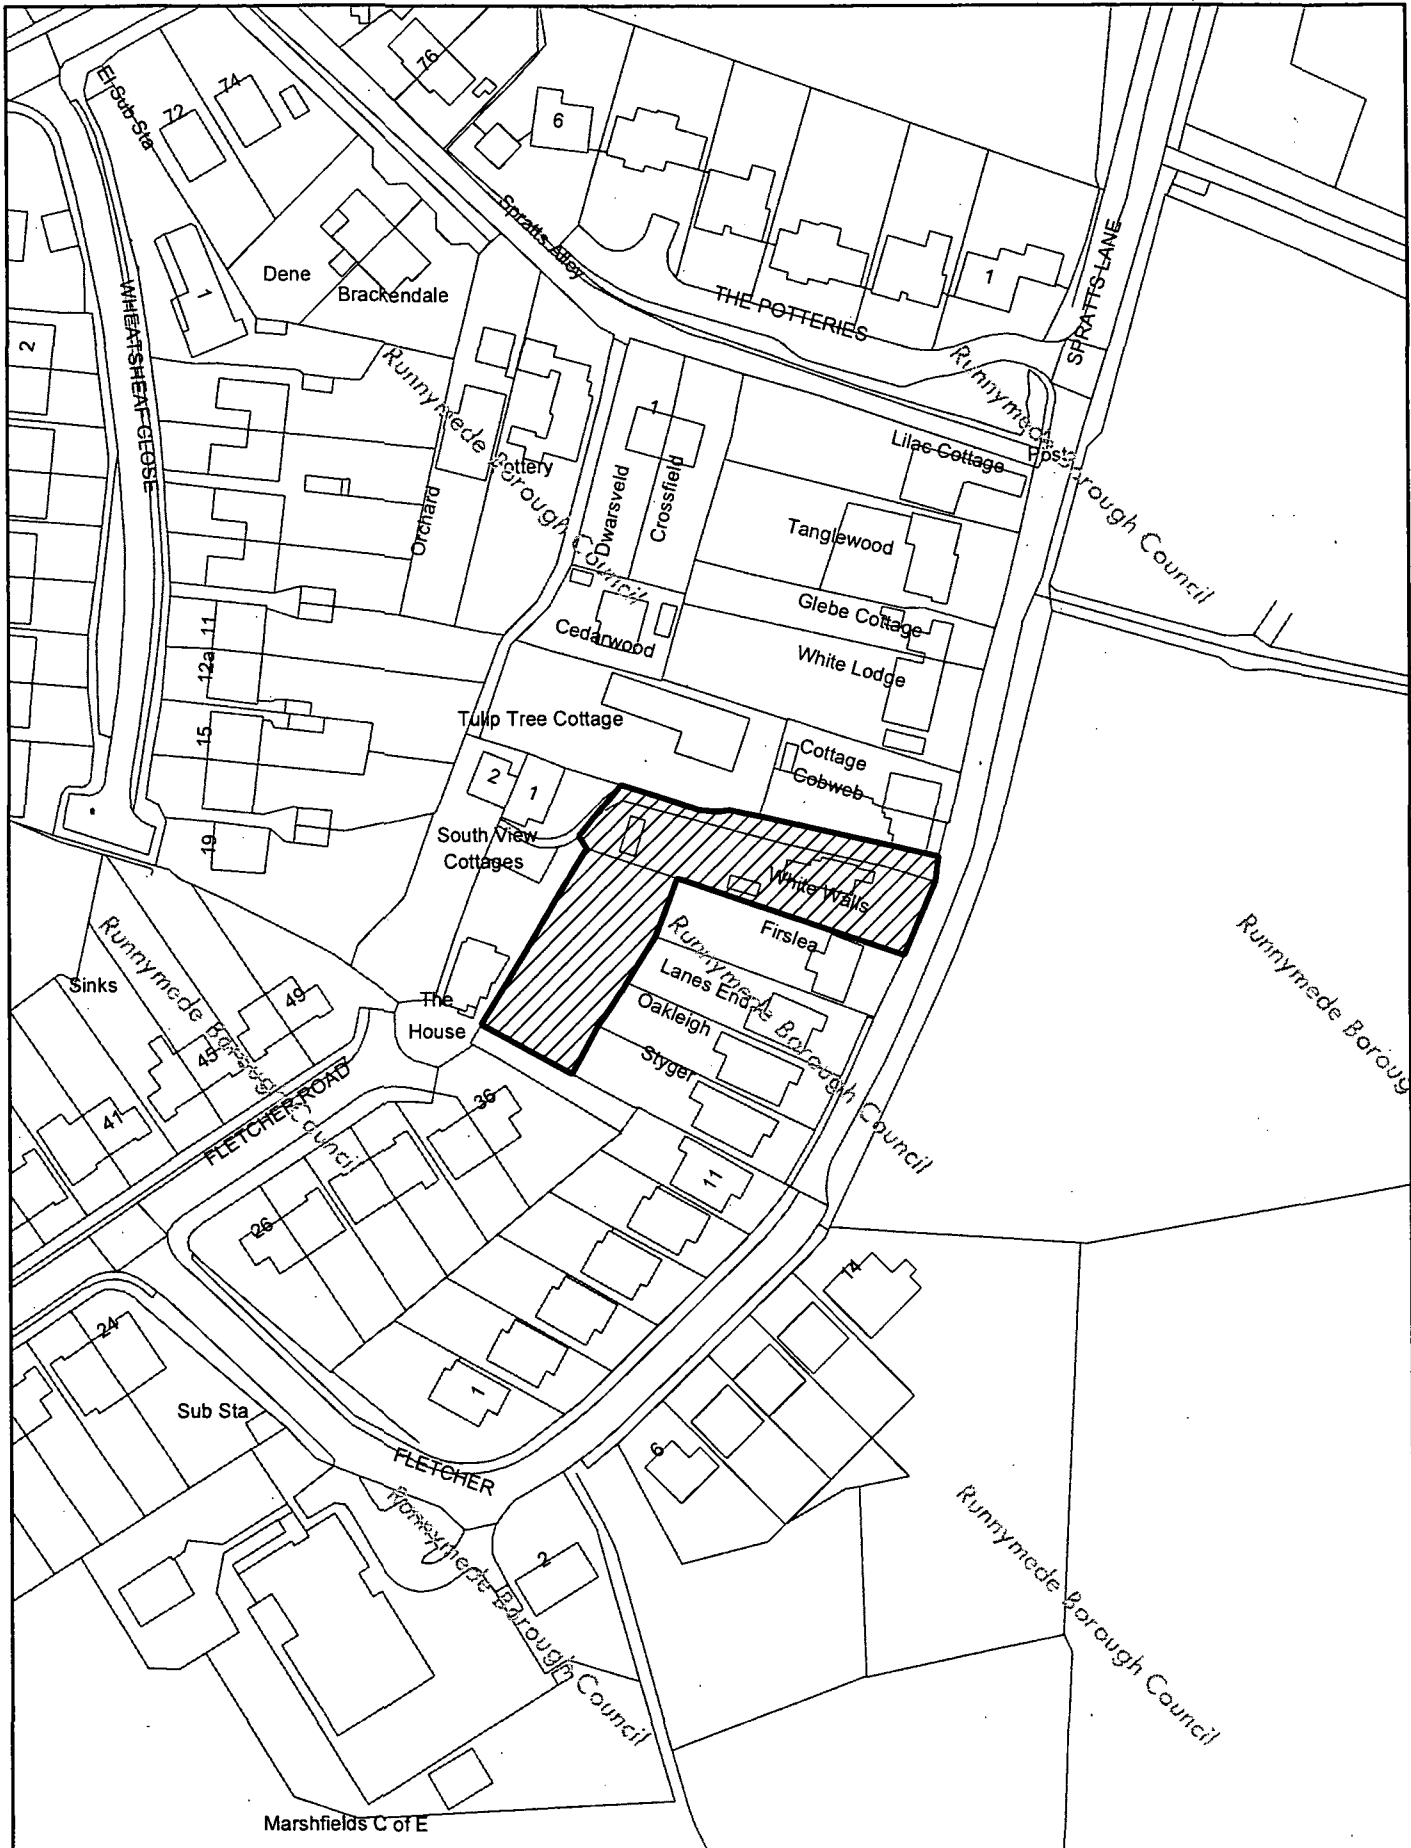 76
El Sub Sta
72
74
6
Spratts Alley
Dene
Brackendale
1
THE POTTERIES
1
SPRATTS LANE
WHEATSHEAF CLOSE
2
Runnymede Borough Council
Runnymede Borough Council
1
Lilac Cottage
Posts
Pottery
Orchard
Dwarsveld
Crossfield
Tanglewood
Glebe Cottage
Cedarwood
White Lodge
11
12a
15
19
Tulip Tree Cottage
Cottage
Cobweb
2
1
South View
Cottages
White Walls
Firslea
Lanes End
Oakleigh
Styger
Runnymede Borough Council
Runnymede Boroug
Runnymede Borough Council
Sinks
49
45
41
The
House
FLETCHER ROAD
36
26
11
14
24
1
Sub Sta
6
FLETCHER
2
Runnymede Borough Council
Runnymede Borough Council
Marshfields C of E